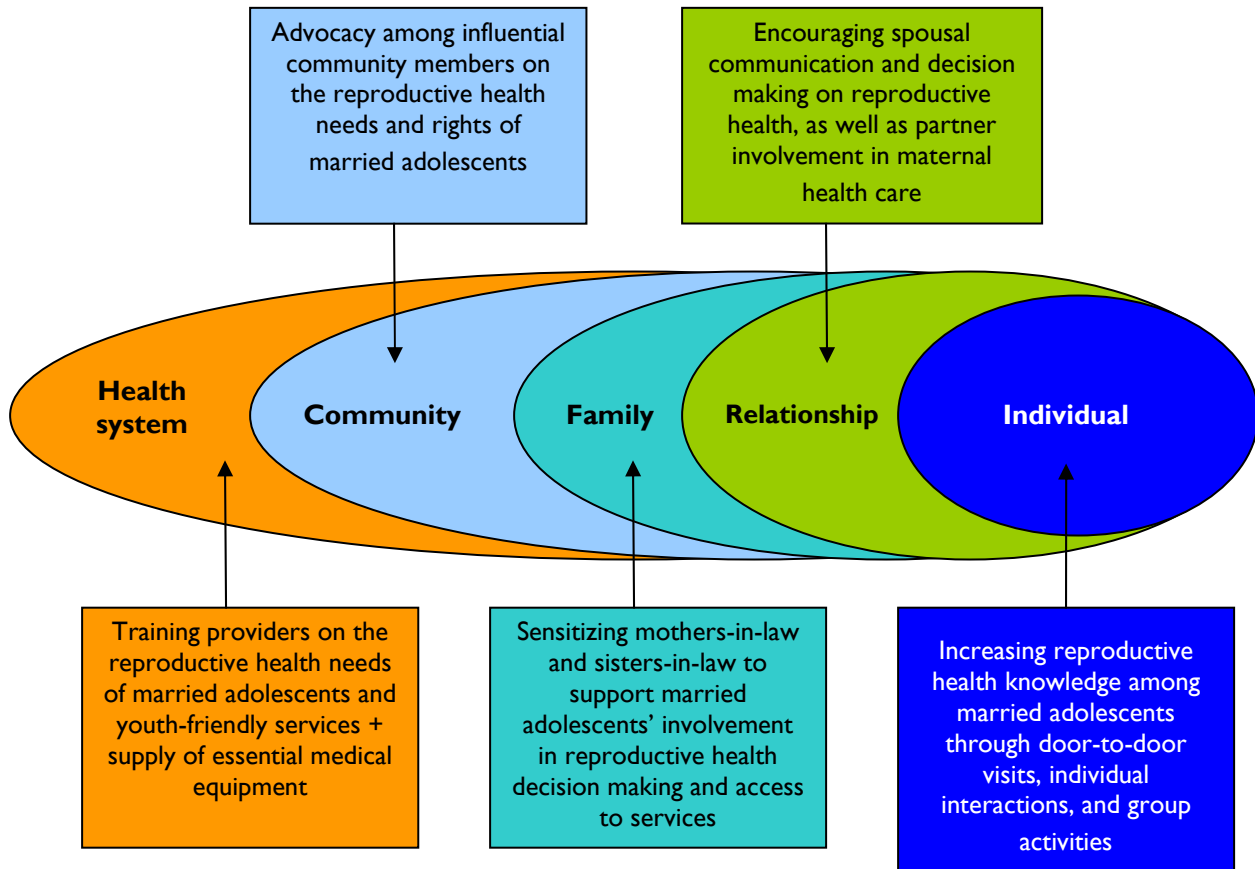 Advocacy among influential
community members on
the reproductive health
needs and rights of
married adolescents
Encouraging spousal
communication and decision
making on reproductive
health, as well as partner
involvement in maternal
health care
Health
system
Community
Family
Relationship
Individual
Training providers on the
reproductive health needs
of married adolescents and
youth-friendly services +
supply of essential medical
equipment
Sensitizing mothers-in-law
and sisters-in-law to
support married
adolescents’ involvement
in reproductive health
decision making and access
to services
Increasing reproductive
health knowledge among
married adolescents
through door-to-door
visits, individual
interactions, and group
activities